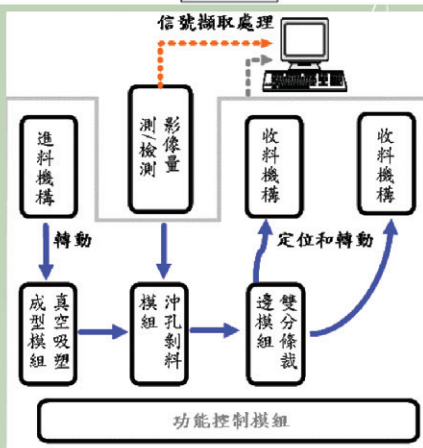 信號擷取處理
進料機構
影像量
測/檢測
收料機構
收料機構
轉動
定位和轉動
真空吸塑
成型模組
沖孔剝料
模組
雙分條裁
邊模組
功能控制模組